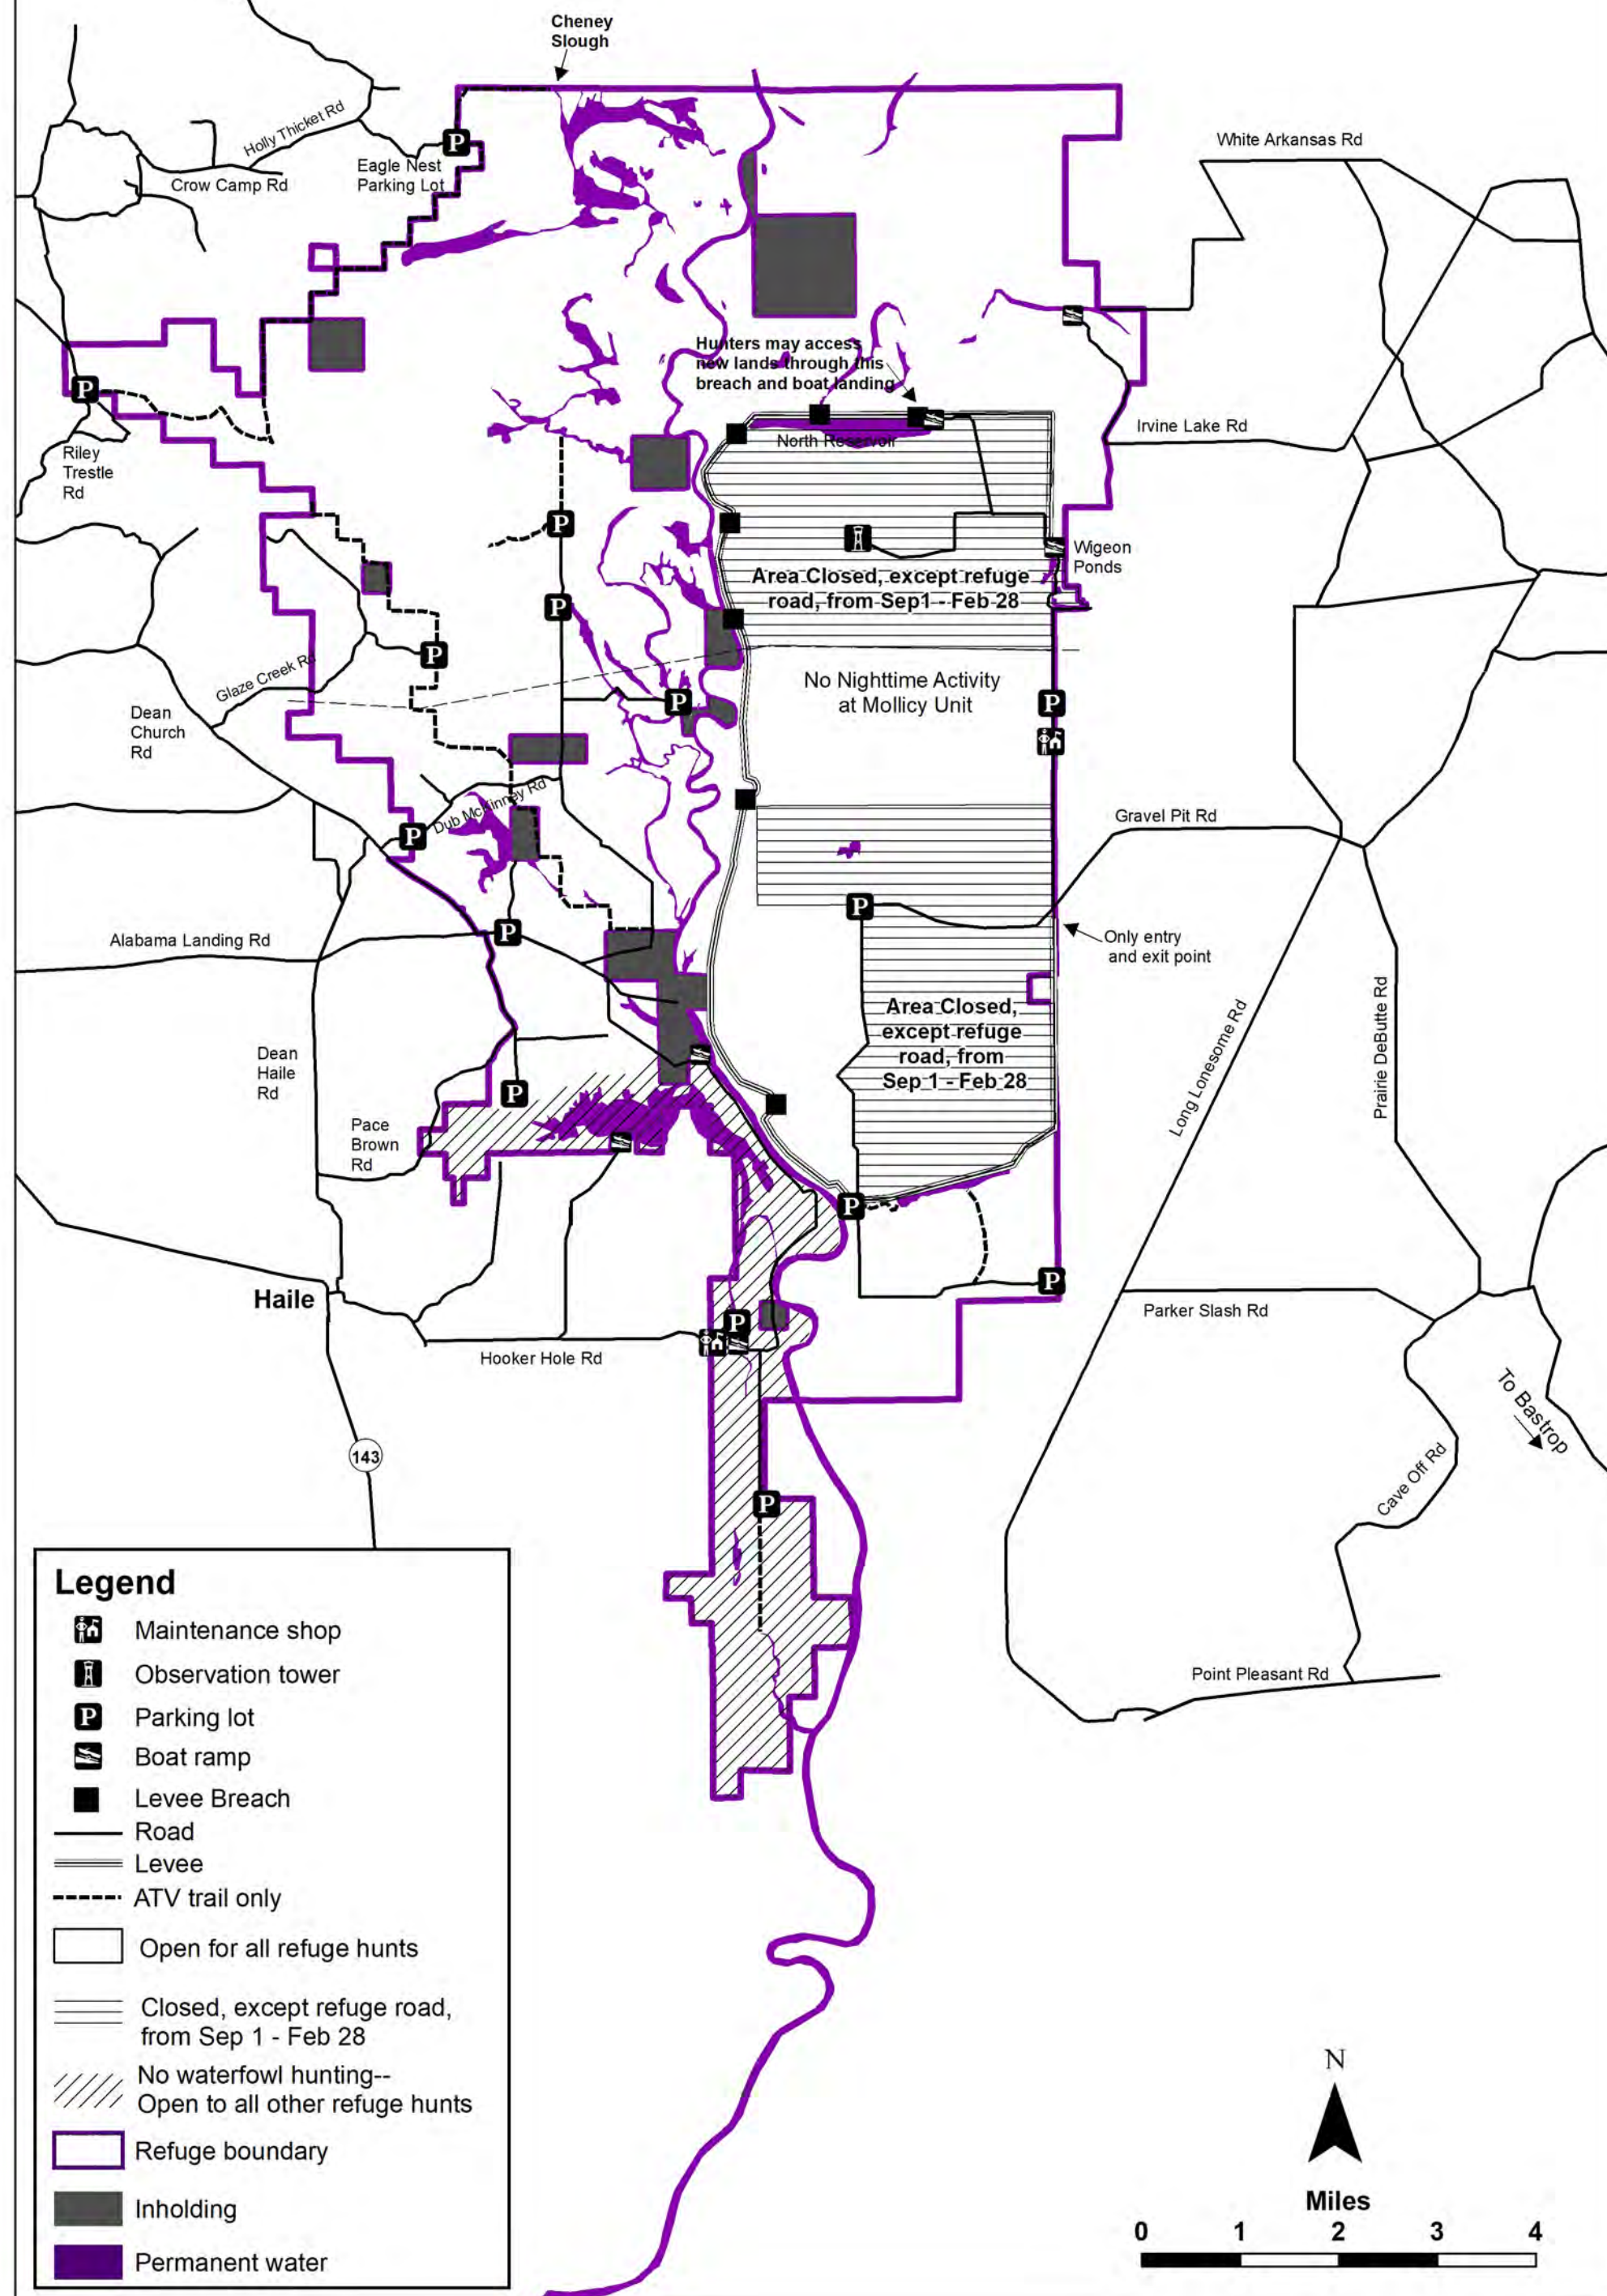 Cheney
Slough
Holly Thicket Rd
P
Eagle Nest
Parking Lot
Crow Camp Rd
White Arkansas Rd
Hunters may access
new lands through this
breach and boat landing
P
North Reservoir
Irvine Lake Rd
Riley
Trestle
Rd
P
Wigeon
Ponds
Area Closed, except refuge
road, from Sep1 - Feb 28
P
P
Glaze Creek Rd
No Nighttime Activity
at Mollicy Unit
P
P
Dean
Church
Rd
Dub McKinney Rd
P
Gravel Pit Rd
P
Alabama Landing Rd
P
Only entry
and exit point
Area Closed,
except refuge
road, from
Sep 1 - Feb 28
Long Lonesome Rd
Prairie DeButte Rd
Dean
Haile
Rd
P
Pace
Brown
Rd
P
P
Haile
Parker Slash Rd
P
Hooker Hole Rd
To Bastrop
143
Cave Off Rd
P
Point Pleasant Rd
Legend
Maintenance shop
Observation tower
P Parking lot
Boat ramp
Levee Breach
Road
Levee
ATV trail only
Open for all refuge hunts
Closed, except refuge road,
from Sep 1 - Feb 28
No waterfowl hunting--
Open to all other refuge hunts
Refuge boundary
Inholding
Permanent water
N
Miles
0 1 2 3 4